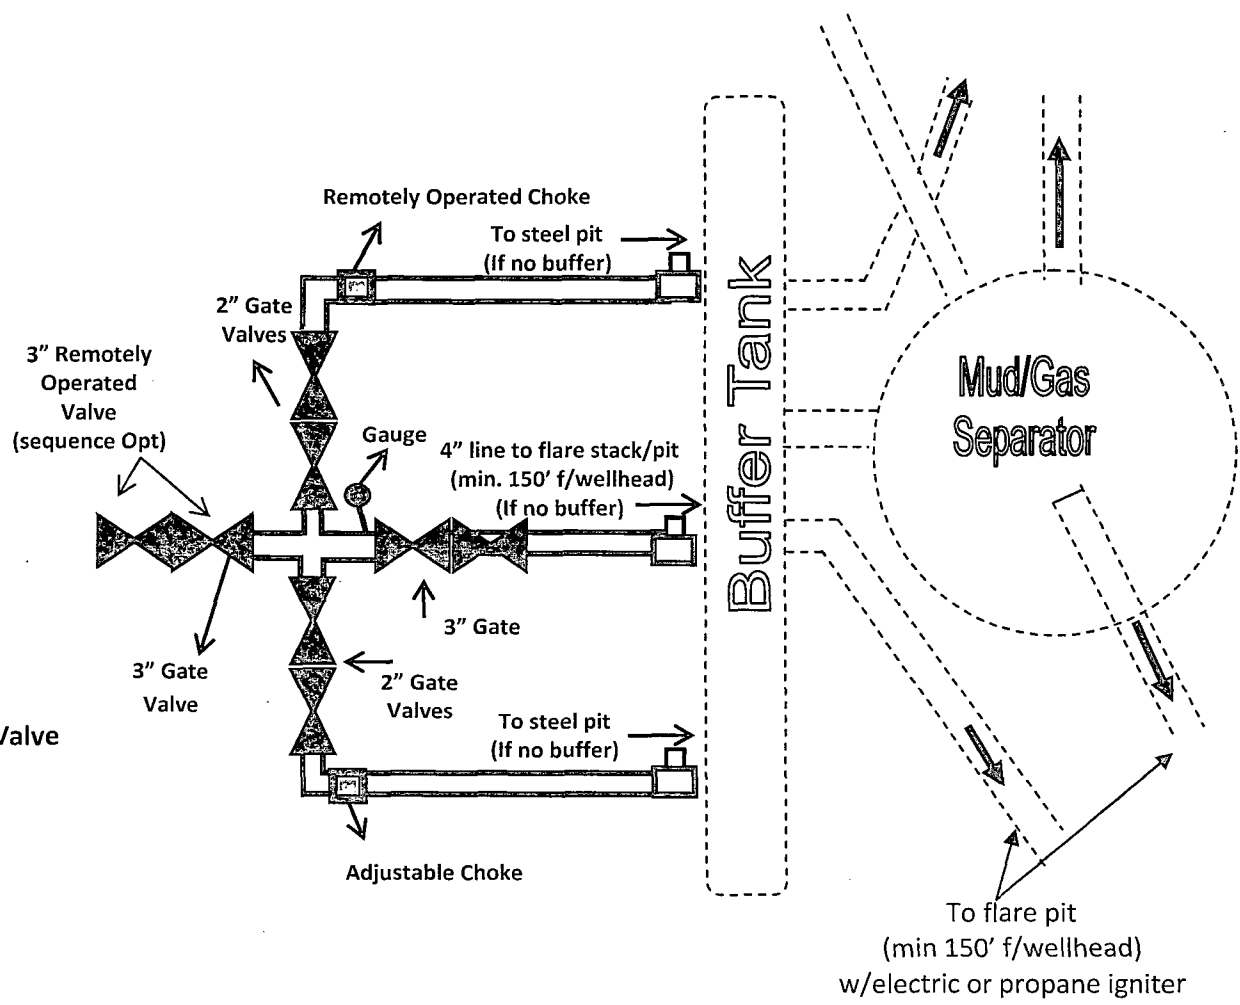 Remotely Operated Choke
To steel pit
(If no buffer)
2” Gate
Valves
3” Remotely
Operated
Valve
(sequence Opt)
Gauge
4” line to flare stack/pit
(min. 150’ f/wellhead)
(If no buffer)
Buffer Tank
Mud/Gas
Separator
3” Gate
3” Gate
Valve
2” Gate
Valves
Valve
To steel pit
(If no buffer)
Adjustable Choke
To flare pit
(min 150’ f/wellhead)
w/electric or propane igniter